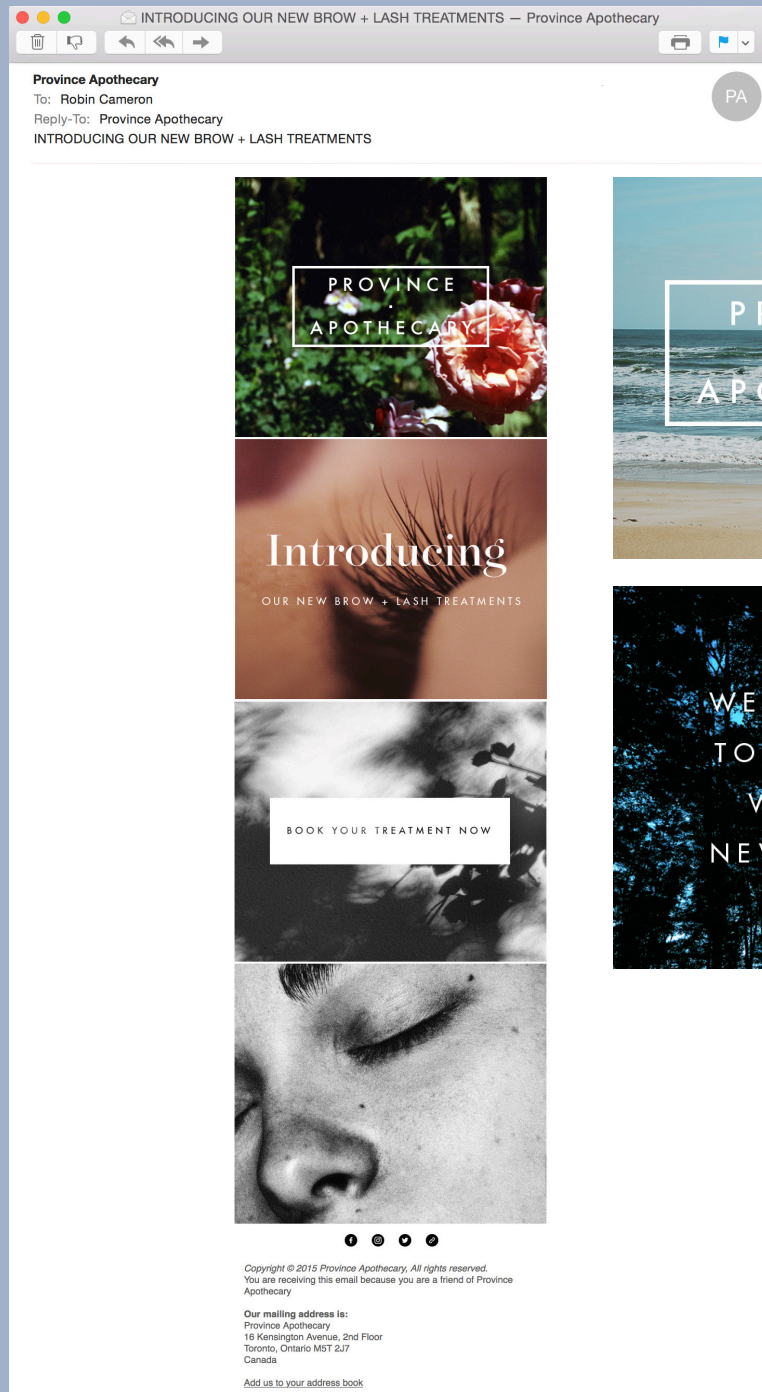 INTRODUCING OUR NEW BROW + LASH TREATMENTS — Province Apothecary
Province Apothecary
To: Robin Cameron
Reply-To: Province Apothecary
INTRODUCING OUR NEW BROW + LASH TREATMENTS
PA
PROVINCE
·
APOTHECARY
Introducing
OUR NEW BROW + LASH TREATMENTS
BOOK YOUR TREATMENT NOW
Copyright © 2015 Province Apothecary, All rights reserved.
You are receiving this email because you are a friend of Province
Apothecary
Our mailing address is:
Province Apothecary
16 Kensington Avenue, 2nd Floor
Toronto, Ontario M5T 2J7
Canada
Add us to your address book
WE
TO